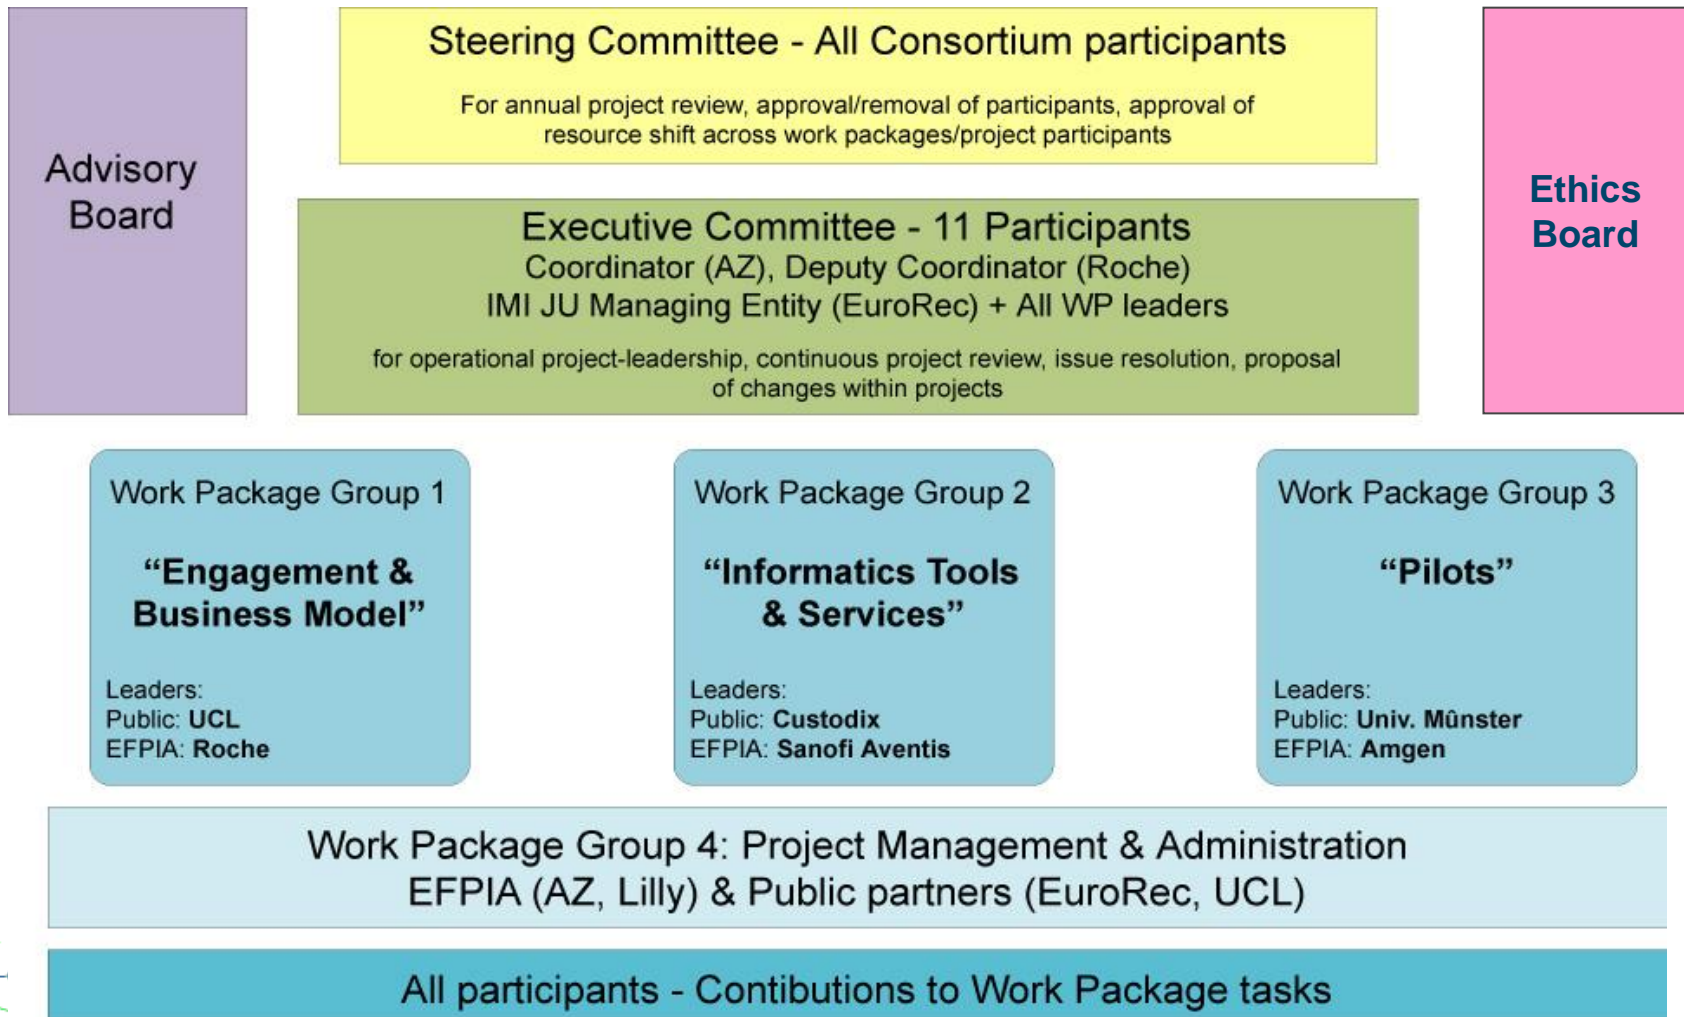 Advisory
Board
Steering Committee - All Consortium participants
For annual project review, approval/removal of participants, approval of
resource shift across work packages/project participants
Executive Committee - 11 Participants
Coordinator (AZ), Deputy Coordinator (Roche)
IMI JU Managing Entity (EuroRec) + All WP leaders
for operational project-leadership, continuous project review, issue resolution, proposal
of changes within projects
Ethics
Board
Work Package Group 1
“Engagement &
Business Model”
Leaders:
Public: UCL
EFPIA: Roche
Work Package Group 2
“Informatics Tools
& Services”
Leaders:
Public: Custodix
EFPIA: Sanofi Aventis
Work Package Group 3
“Pilots”
Leaders:
Public: Univ. Mûnster
EFPIA: Amgen
Work Package Group 4: Project Management & Administration
EFPIA (AZ, Lilly) & Public partners (EuroRec, UCL)
All participants - Contibutions to Work Package tasks